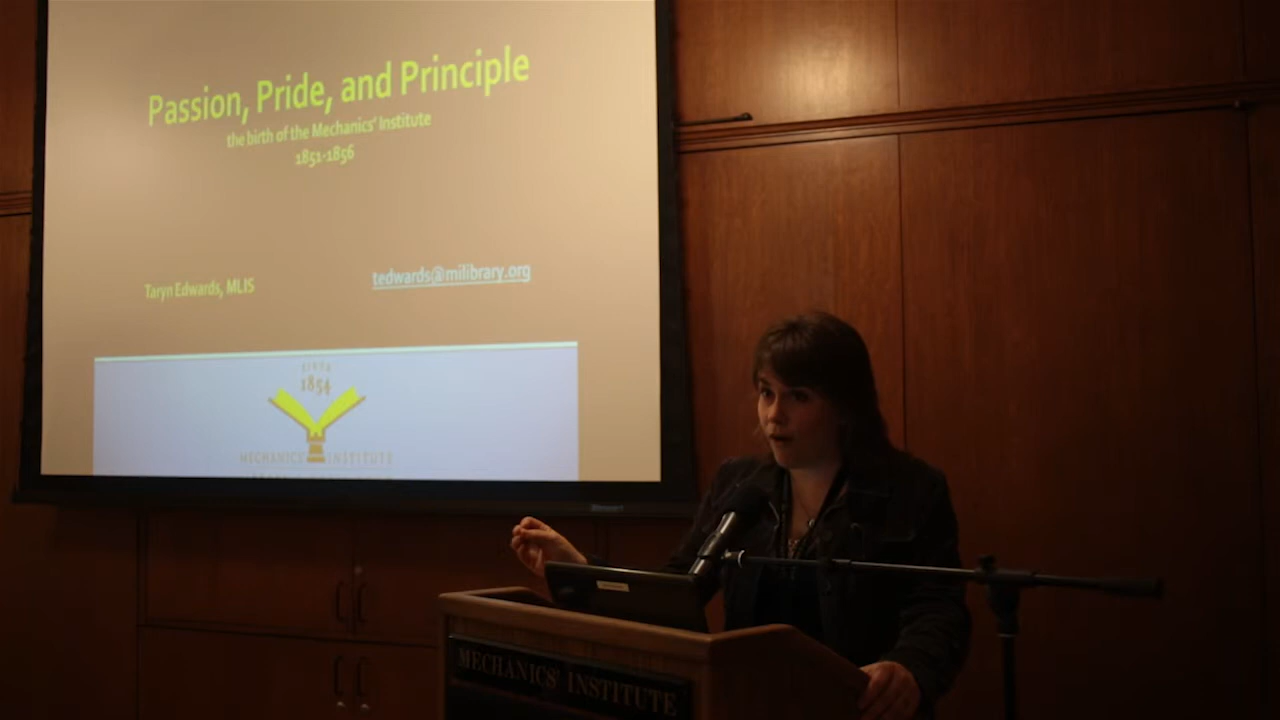 Passion, Pride, and Principle
the birth of the Mechanics' Institute
1851-1856
Taryn Edwards, MLIS
tedwards@milibrary.org
1854
MECHANICS' INSTITUTE
MECHANICS' INSTITUTE